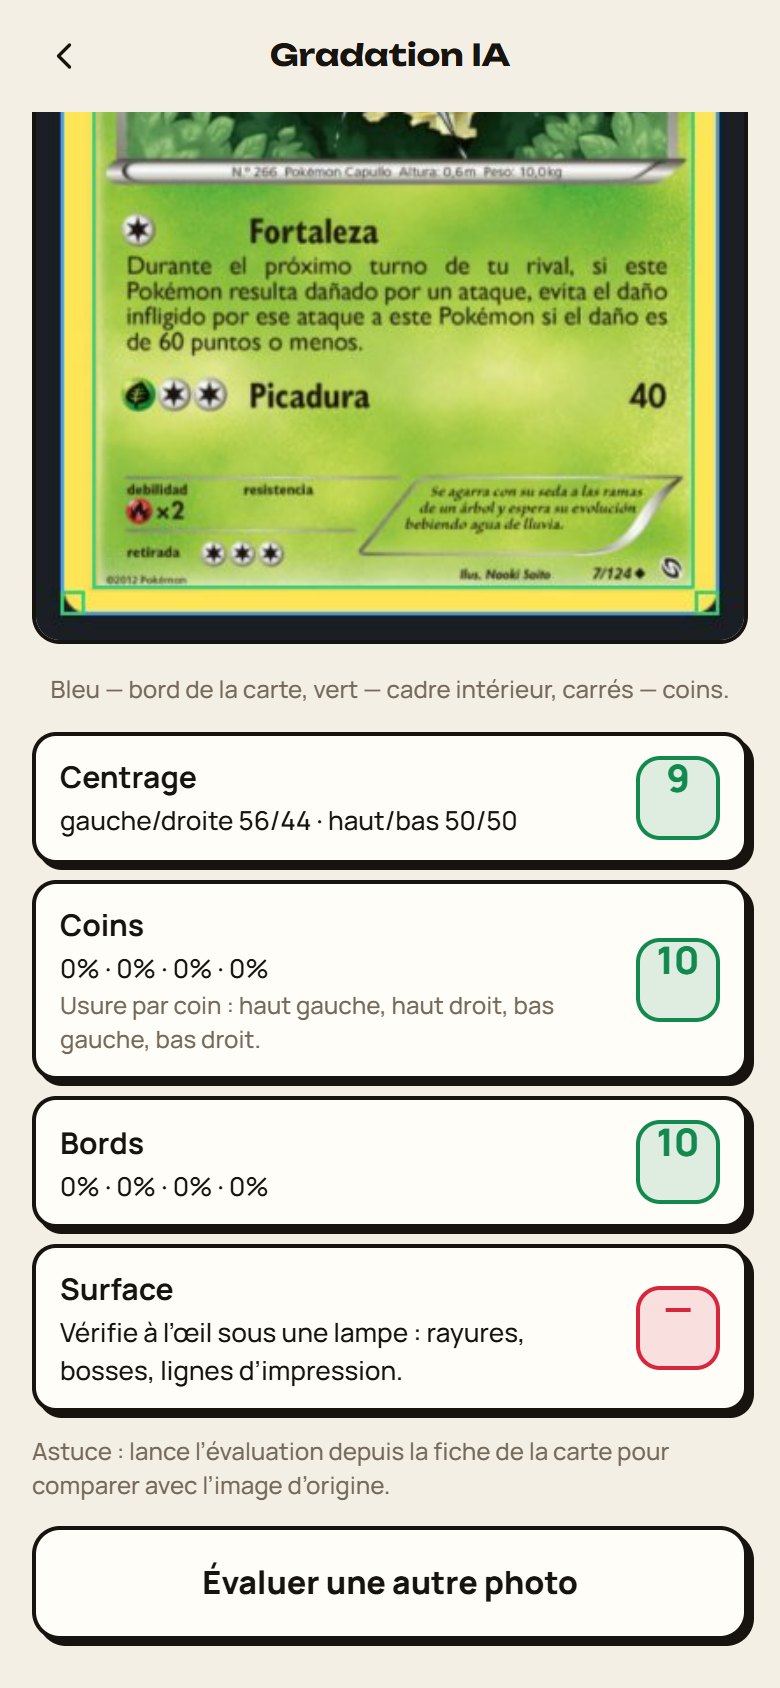 Gradation IA
N.º 266 Pokémon Capullo Altura: 0,6m Peso: 10,0kg
Fortaleza
Durante el próximo turno de tu rival, si este
Pokémon resulta dañado por un ataque, evita el daño
infligido por ese ataque a este Pokémon si el daño es
de 60 puntos o menos.
Picadura 40
debilidad resistencia
×2
Se agarra con su seda a las ramas
de un árbol y espera su evolución
bebiendo agua de lluvia.
retirada
©2012 Pokémon Ilus. Naoki Saito 7/124
Bleu — bord de la carte, vert — cadre intérieur, carrés — coins.
Centrage
gauche/droite 56/44 · haut/bas 50/50
9
Coins
0% · 0% · 0% · 0%
Usure par coin : haut gauche, haut droit, bas
gauche, bas droit.
10
Bords
0% · 0% · 0% · 0%
10
Surface
Vérifie à l’œil sous une lampe : rayures,
bosses, lignes d’impression.
—
Astuce : lance l’évaluation depuis la fiche de la carte pour
comparer avec l’image d’origine.
Évaluer une autre photo